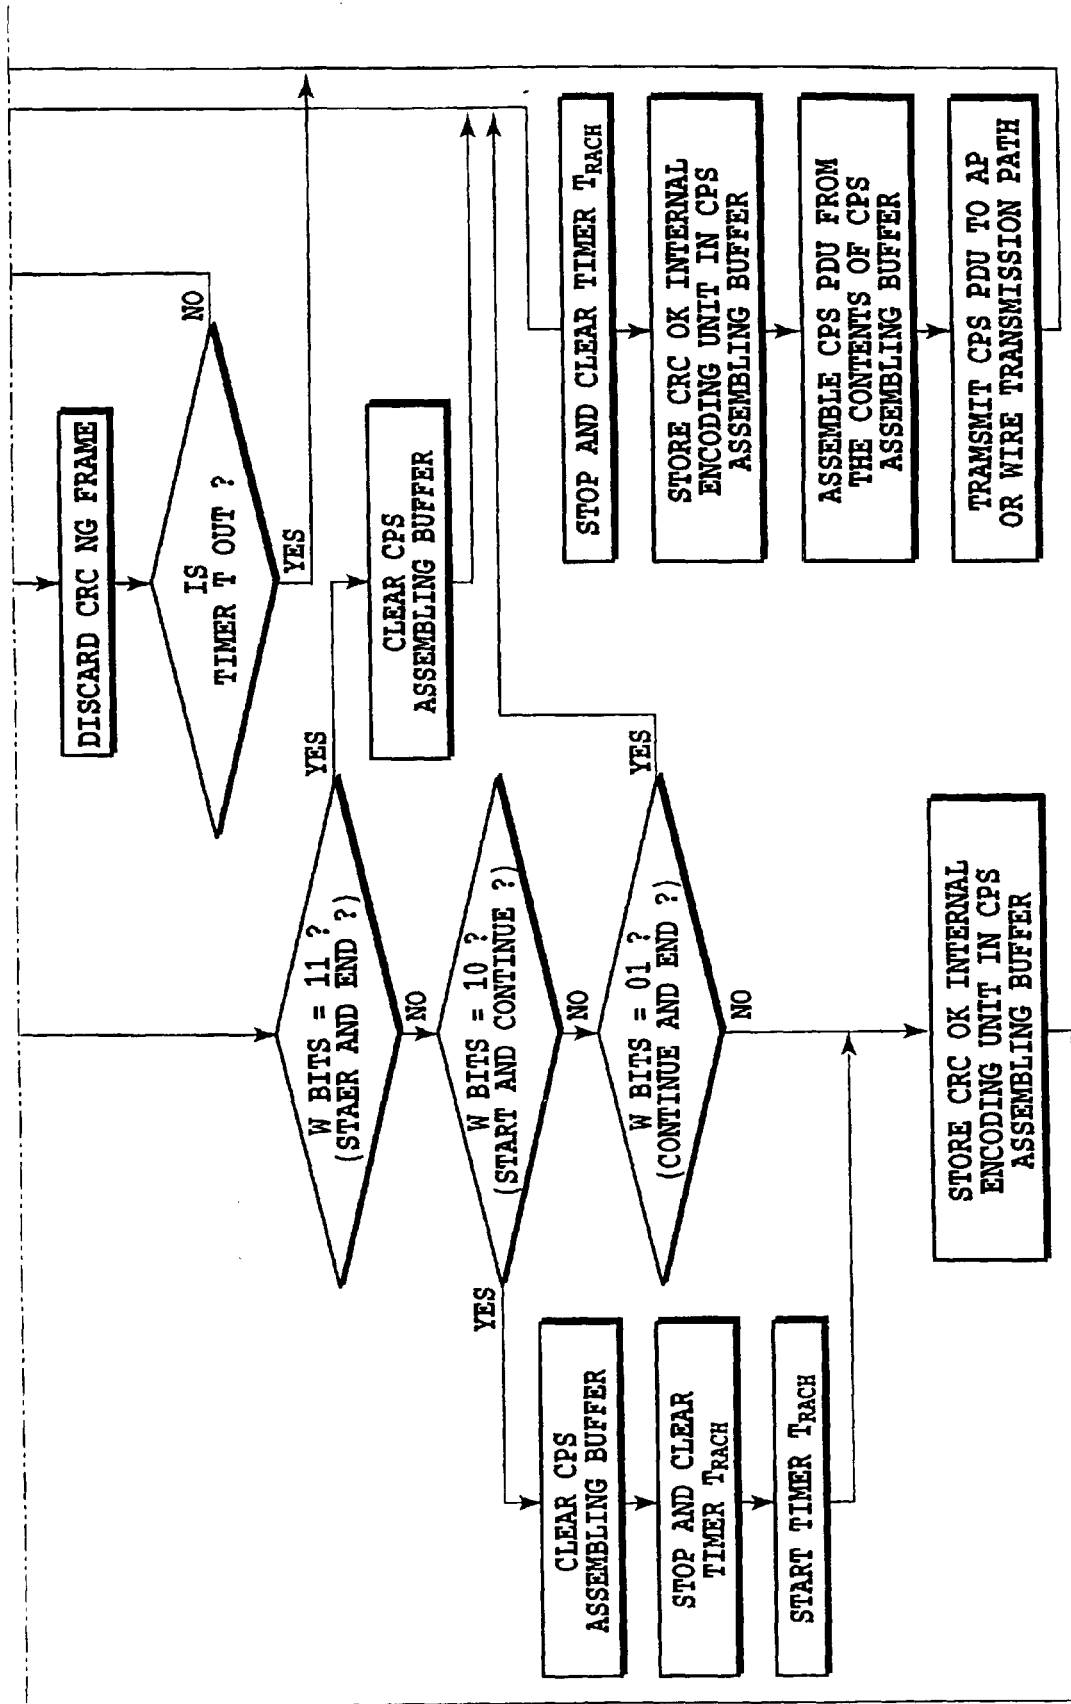 DISCARD CRC NG FRAME
IS
TIMER T OUT ?
NO
YES
W BITS = 11 ?
(STAER AND END ?)
YES
NO
CLEAR CPS
ASSEMBLING BUFFER
W BITS = 10 ?
(START AND CONTINUE ?)
YES
NO
W BITS = 01 ?
(CONTINUE AND END ?)
YES
NO
CLEAR CPS
ASSEMBLING BUFFER
STOP AND CLEAR
TIMER TRACH
START TIMER TRACH
STORE CRC OK INTERNAL
ENCODING UNIT IN CPS
ASSEMBLING BUFFER
STOP AND CLEAR TIMER TRACH
STORE CRC OK INTERNAL
ENCODING UNIT IN CPS
ASSEMBLING BUFFER
ASSEMBLE CPS PDU FROM
THE CONTENTS OF CPS
ASSEMBLING BUFFER
TRAMSMIT CPS PDU TO AP
OR WIRE TRANSMISSION PATH